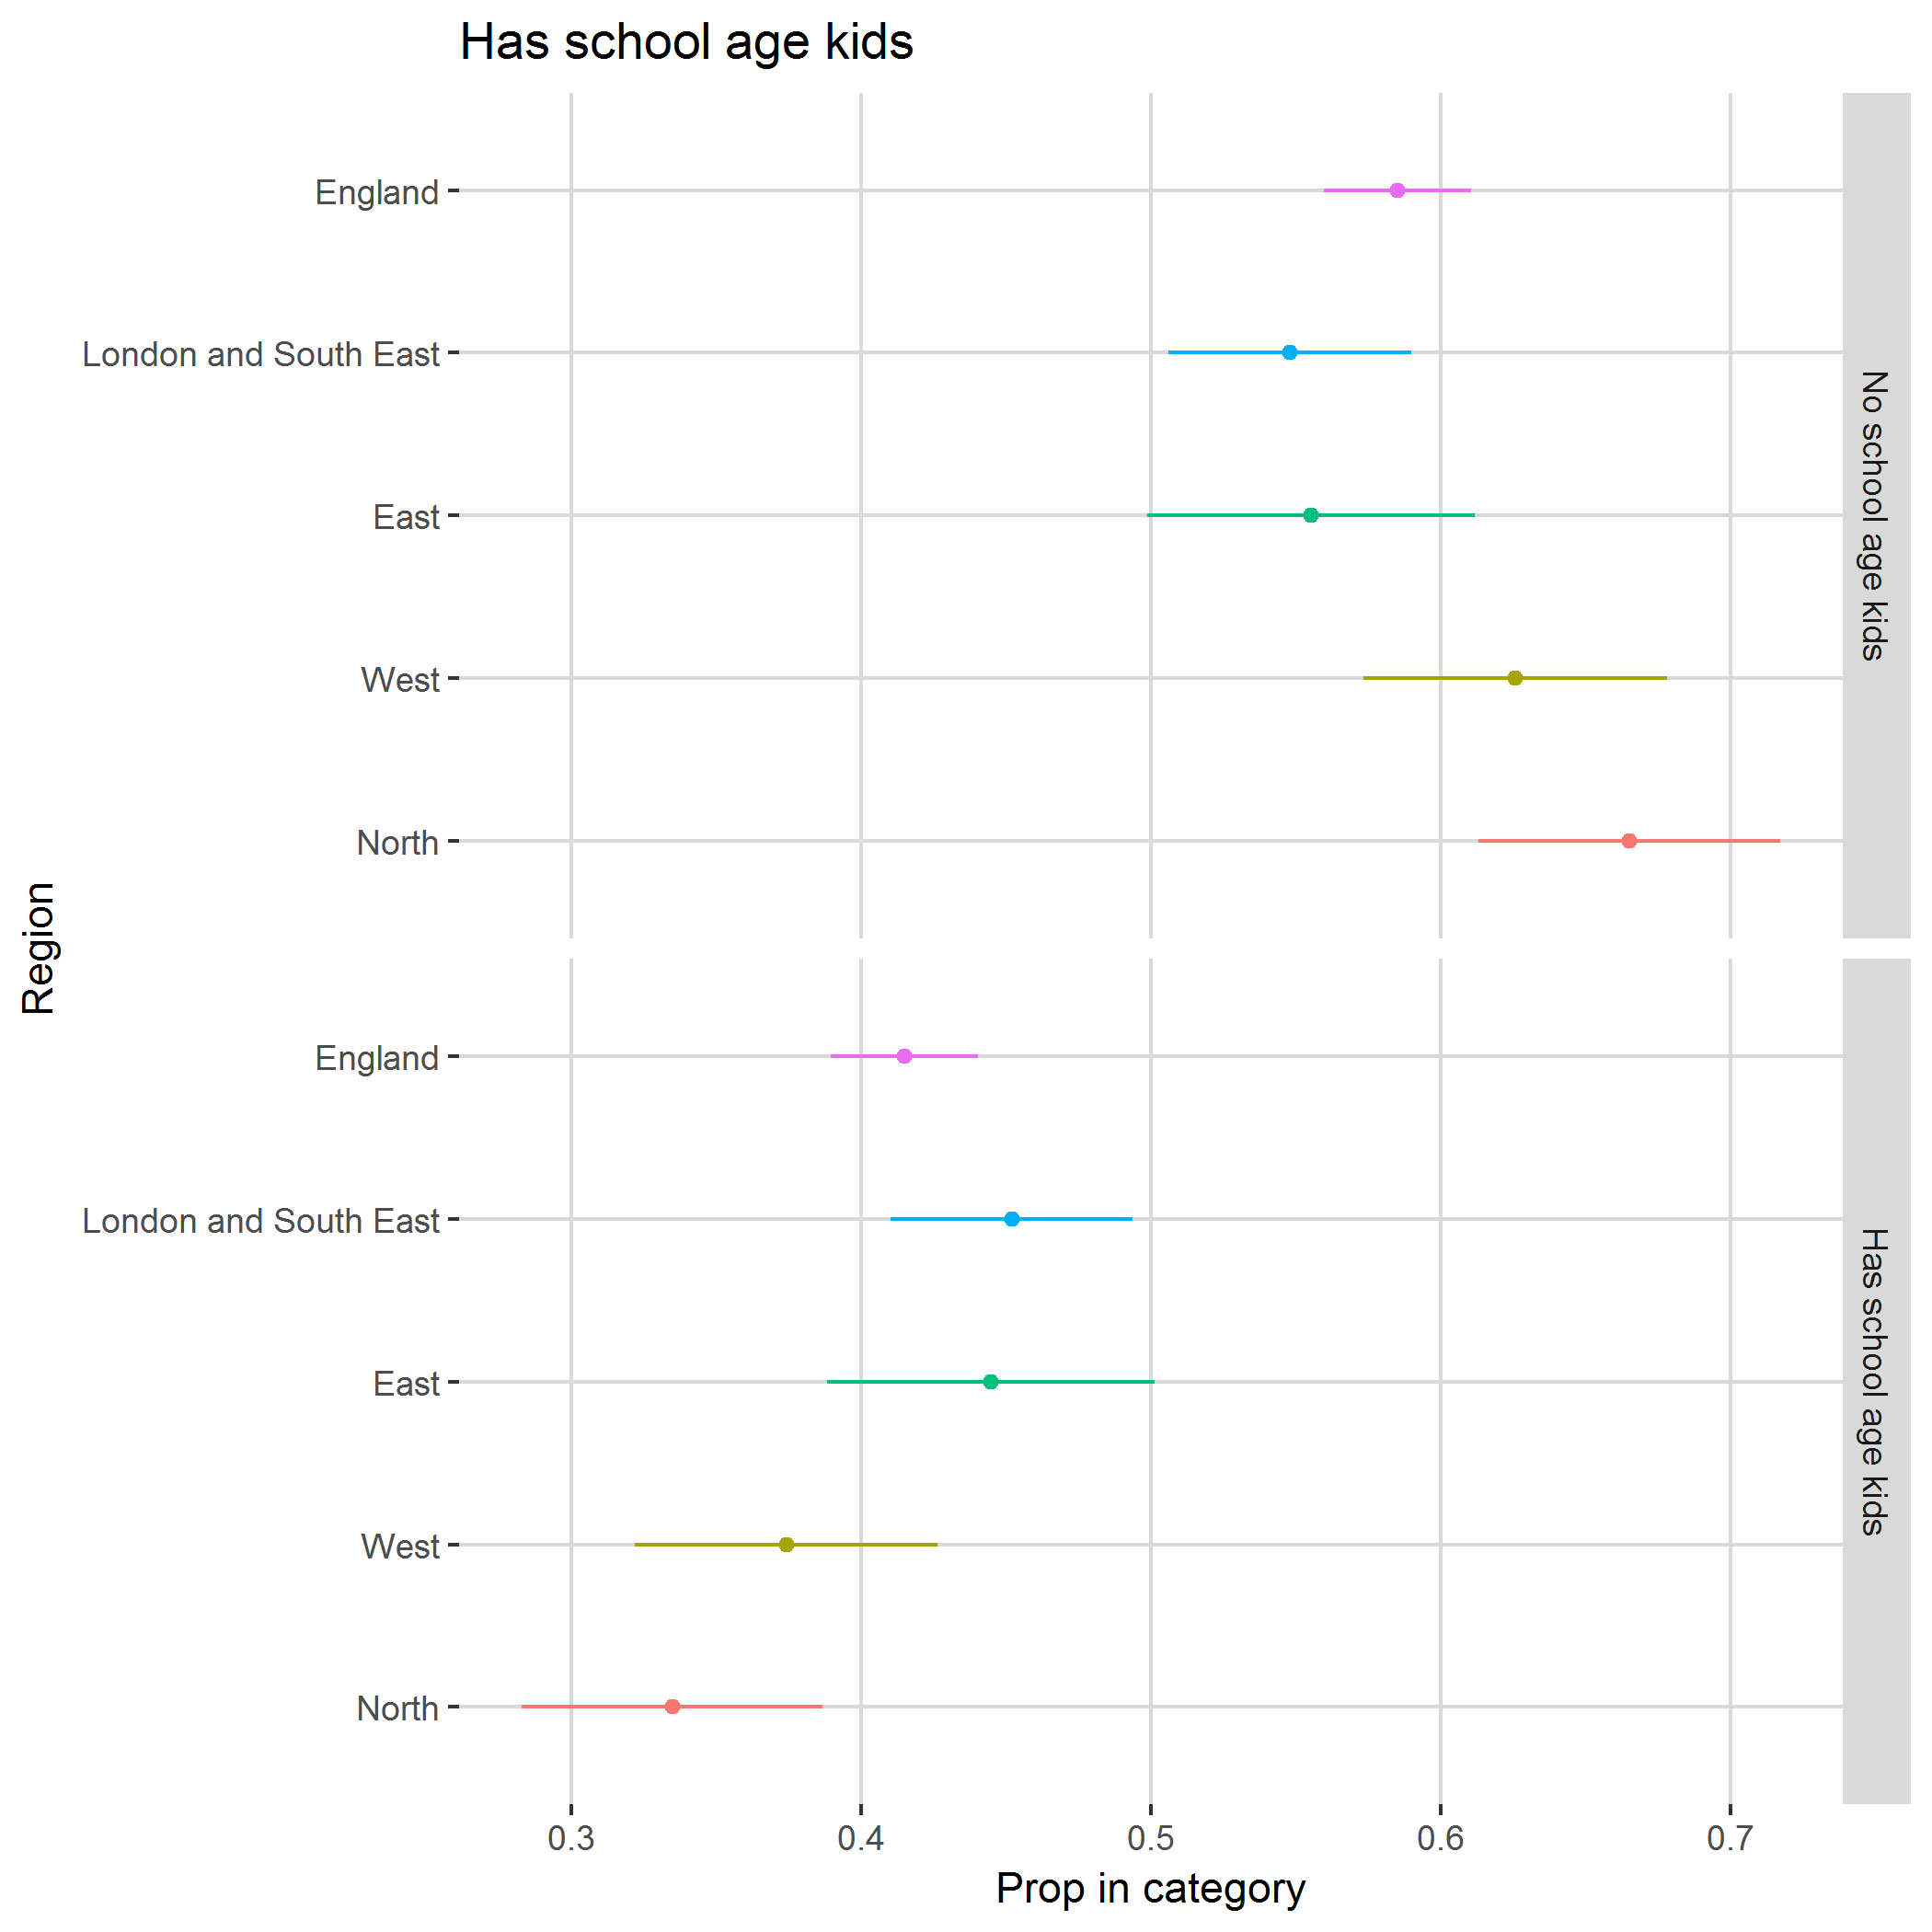 Has school age kids
England
London and South East
East
West
North
No school age kids
Region
England
London and South East
East
West
North
Has school age kids
0.3 0.4 0.5 0.6 0.7
Prop in category